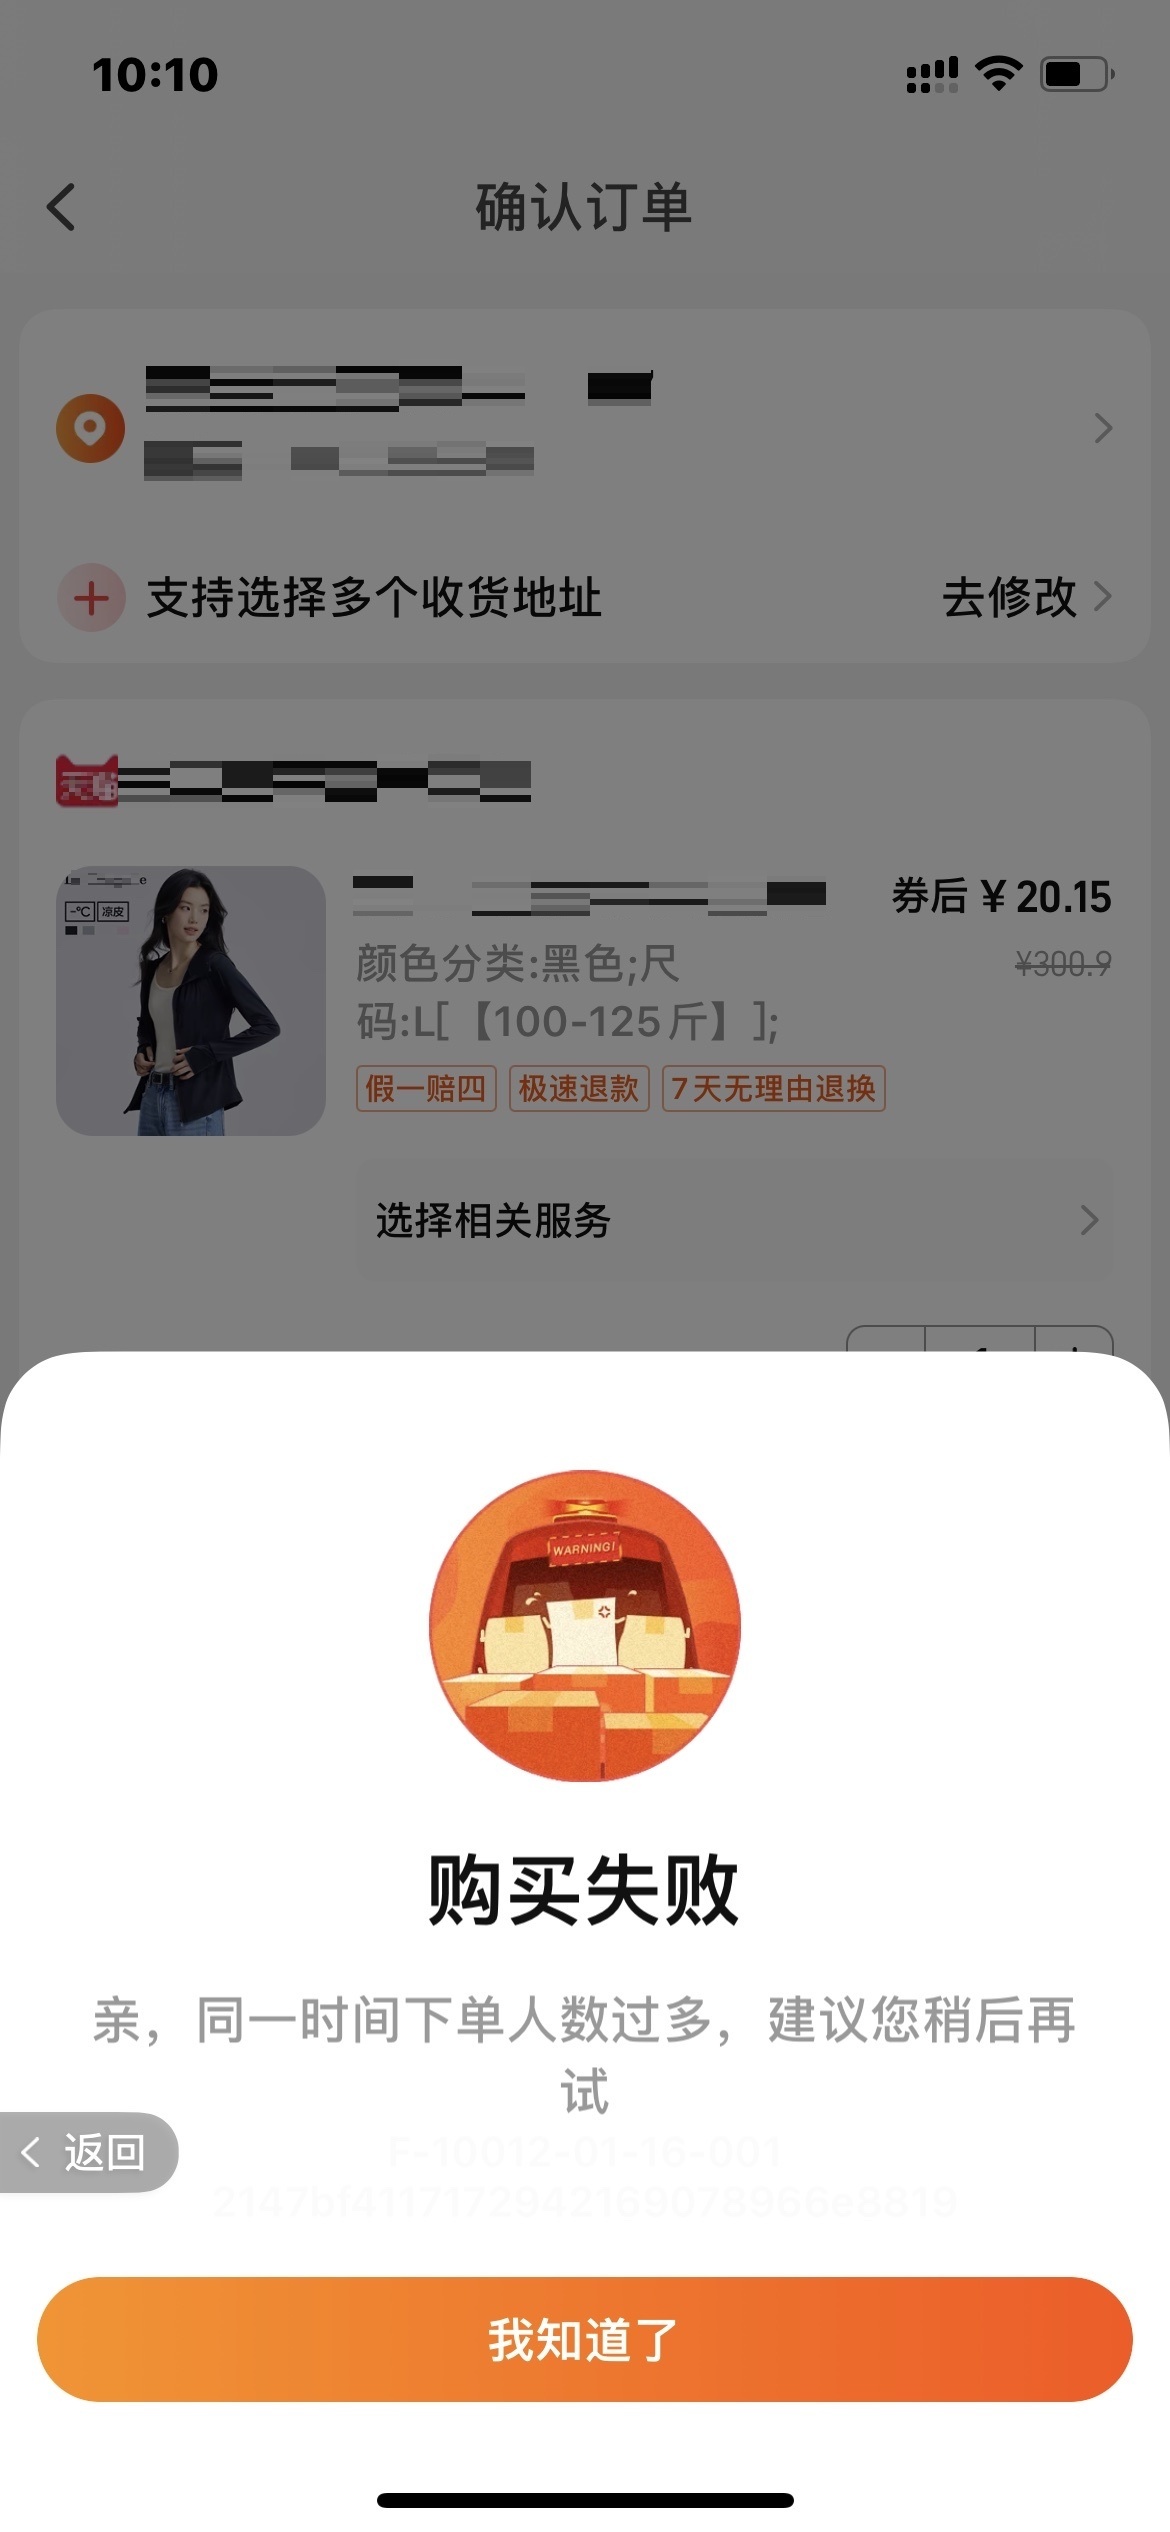 10:10
确认订单
支持选择多个收货地址 去修改
-℃ 凉皮
券后 ¥ 20.15
颜色分类:黑色;尺 ¥300.9
码:L[【100-125斤】];
假一赔四 极速退款 7天无理由退换
选择相关服务
WARNING!
购买失败
亲，同一时间下单人数过多，建议您稍后再
试
F-10012-01-16-001
返回
2147bf4117172942169078966e8819
我知道了